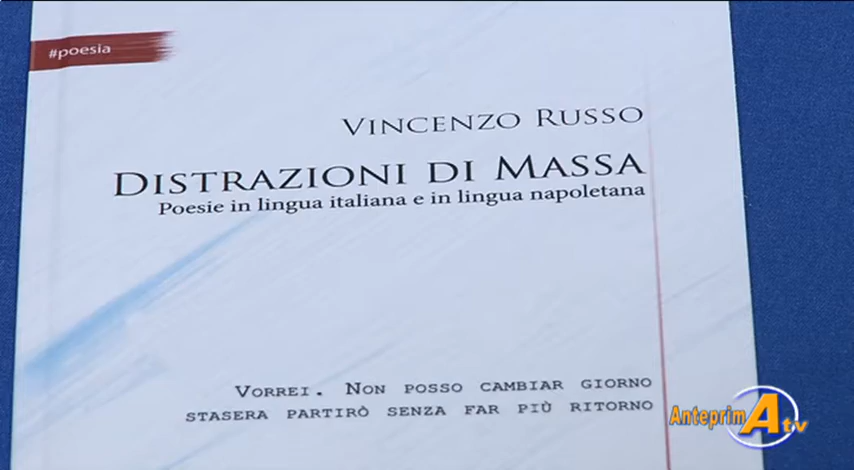 #poesia
VINCENZO RUSSO
DISTRAZIONI DI MASSA
Poesie in lingua italiana e in lingua napoletana
VORREI. NON POSSO CAMBIAR GIORNO
STASERA PARTIRÒ SENZA FAR PIÙ RITORNO
AnteprimA tv